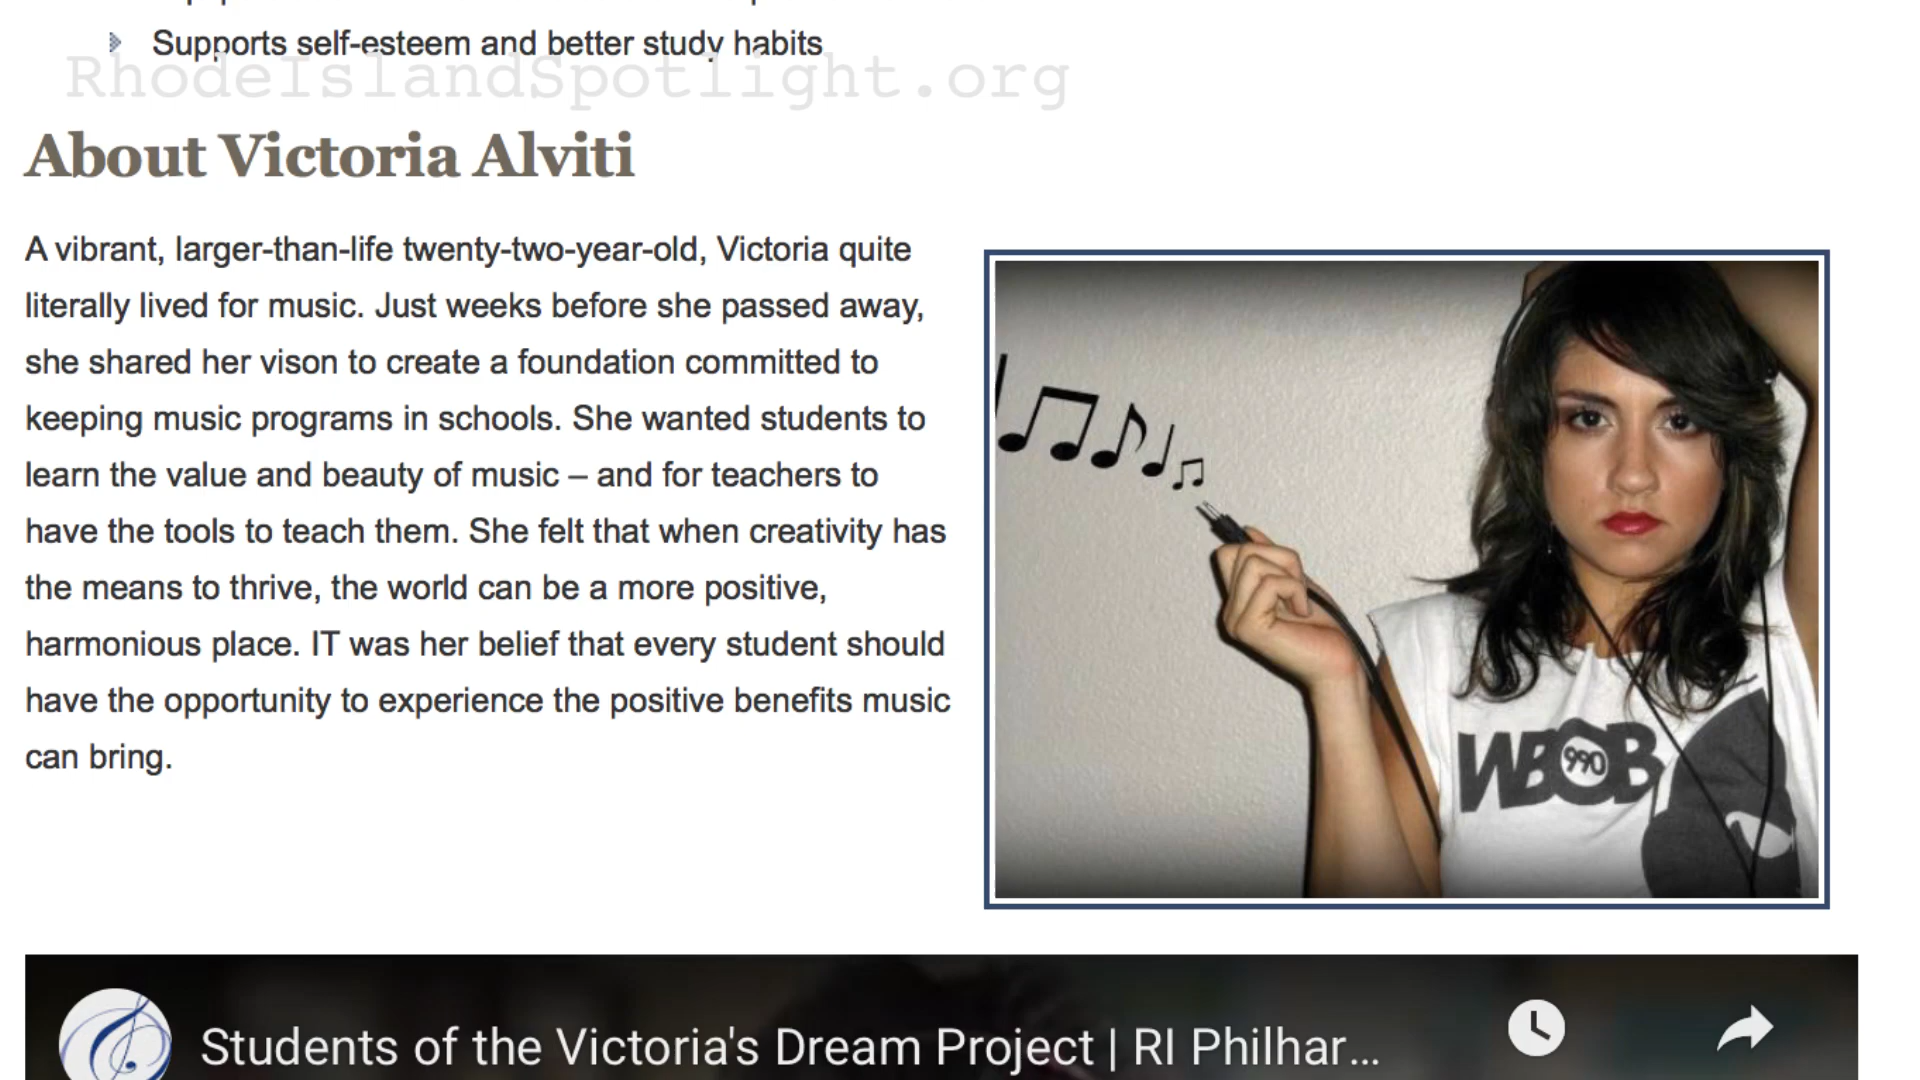 Supports self-esteem and better study habits
RhodeIslandSpotlight.org
About Victoria Alviti
A vibrant, larger-than-life twenty-two-year-old, Victoria quite
literally lived for music. Just weeks before she passed away,
she shared her vison to create a foundation committed to
keeping music programs in schools. She wanted students to
learn the value and beauty of music – and for teachers to
have the tools to teach them. She felt that when creativity has
the means to thrive, the world can be a more positive,
harmonious place. IT was her belief that every student should
have the opportunity to experience the positive benefits music
can bring.
WBOB
990
Students of the Victoria's Dream Project | RI Philhar...